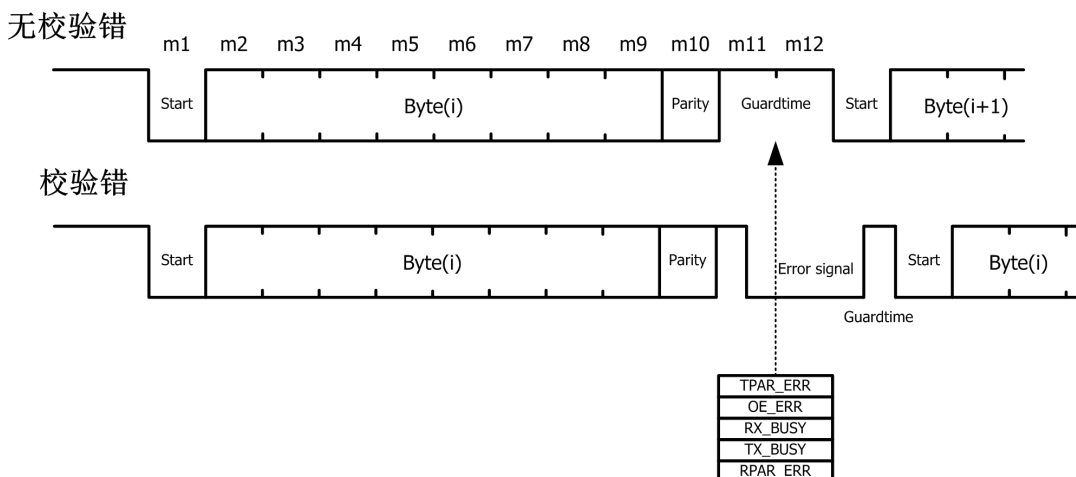 无校验错
m1 m2 m3 m4 m5 m6 m7 m8 m9 m10 m11 m12
Start Byte(i) Parity Guardtime Start Byte(i+1)
校验错
Start Byte(i) Parity Error signal Start Byte(i)
Guardtime
TPAR_ERR
OE_ERR
RX_BUSY
TX_BUSY
RPAR_ERR